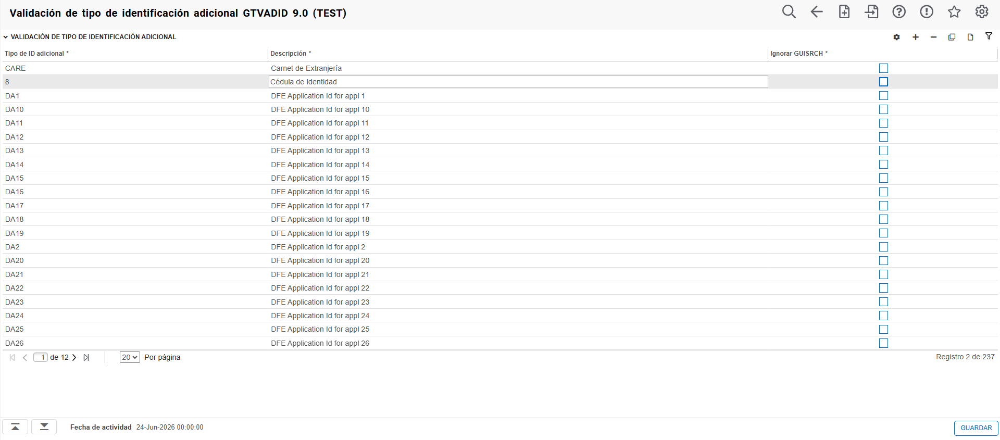 Validación de tipo de identificación adicional GTVADID 9.0 (TEST)
VALIDACIÓN DE TIPO DE IDENTIFICACIÓN ADICIONAL
Tipo de ID adicional * Descripción * Ignorar GUISRCH *
CARE Carnet de Extranjería
8 Cédula de Identidad
DA1 DFE Application Id for appl 1
DA10 DFE Application Id for appl 10
DA11 DFE Application Id for appl 11
DA12 DFE Application Id for appl 12
DA13 DFE Application Id for appl 13
DA14 DFE Application Id for appl 14
DA15 DFE Application Id for appl 15
DA16 DFE Application Id for appl 16
DA17 DFE Application Id for appl 17
DA18 DFE Application Id for appl 18
DA19 DFE Application Id for appl 19
DA2 DFE Application Id for appl 2
DA20 DFE Application Id for appl 20
DA21 DFE Application Id for appl 21
DA22 DFE Application Id for appl 22
DA23 DFE Application Id for appl 23
DA24 DFE Application Id for appl 24
DA25 DFE Application Id for appl 25
DA26 DFE Application Id for appl 26
1 de 12 20 Por página Registro 2 de 237
Fecha de actividad 24-Jun-2026 00:00:00 GUARDAR